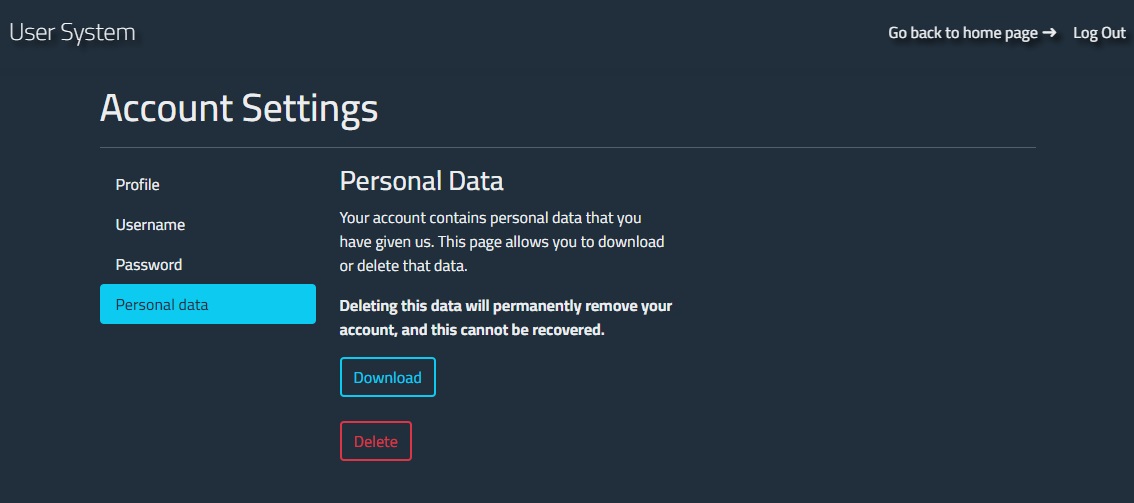 User System
Go back to home page ➜
Log Out
Account Settings
Profile
Username
Password
Personal data
Personal Data
Your account contains personal data that you
have given us. This page allows you to download
or delete that data.
Deleting this data will permanently remove your
account, and this cannot be recovered.
Download
Delete